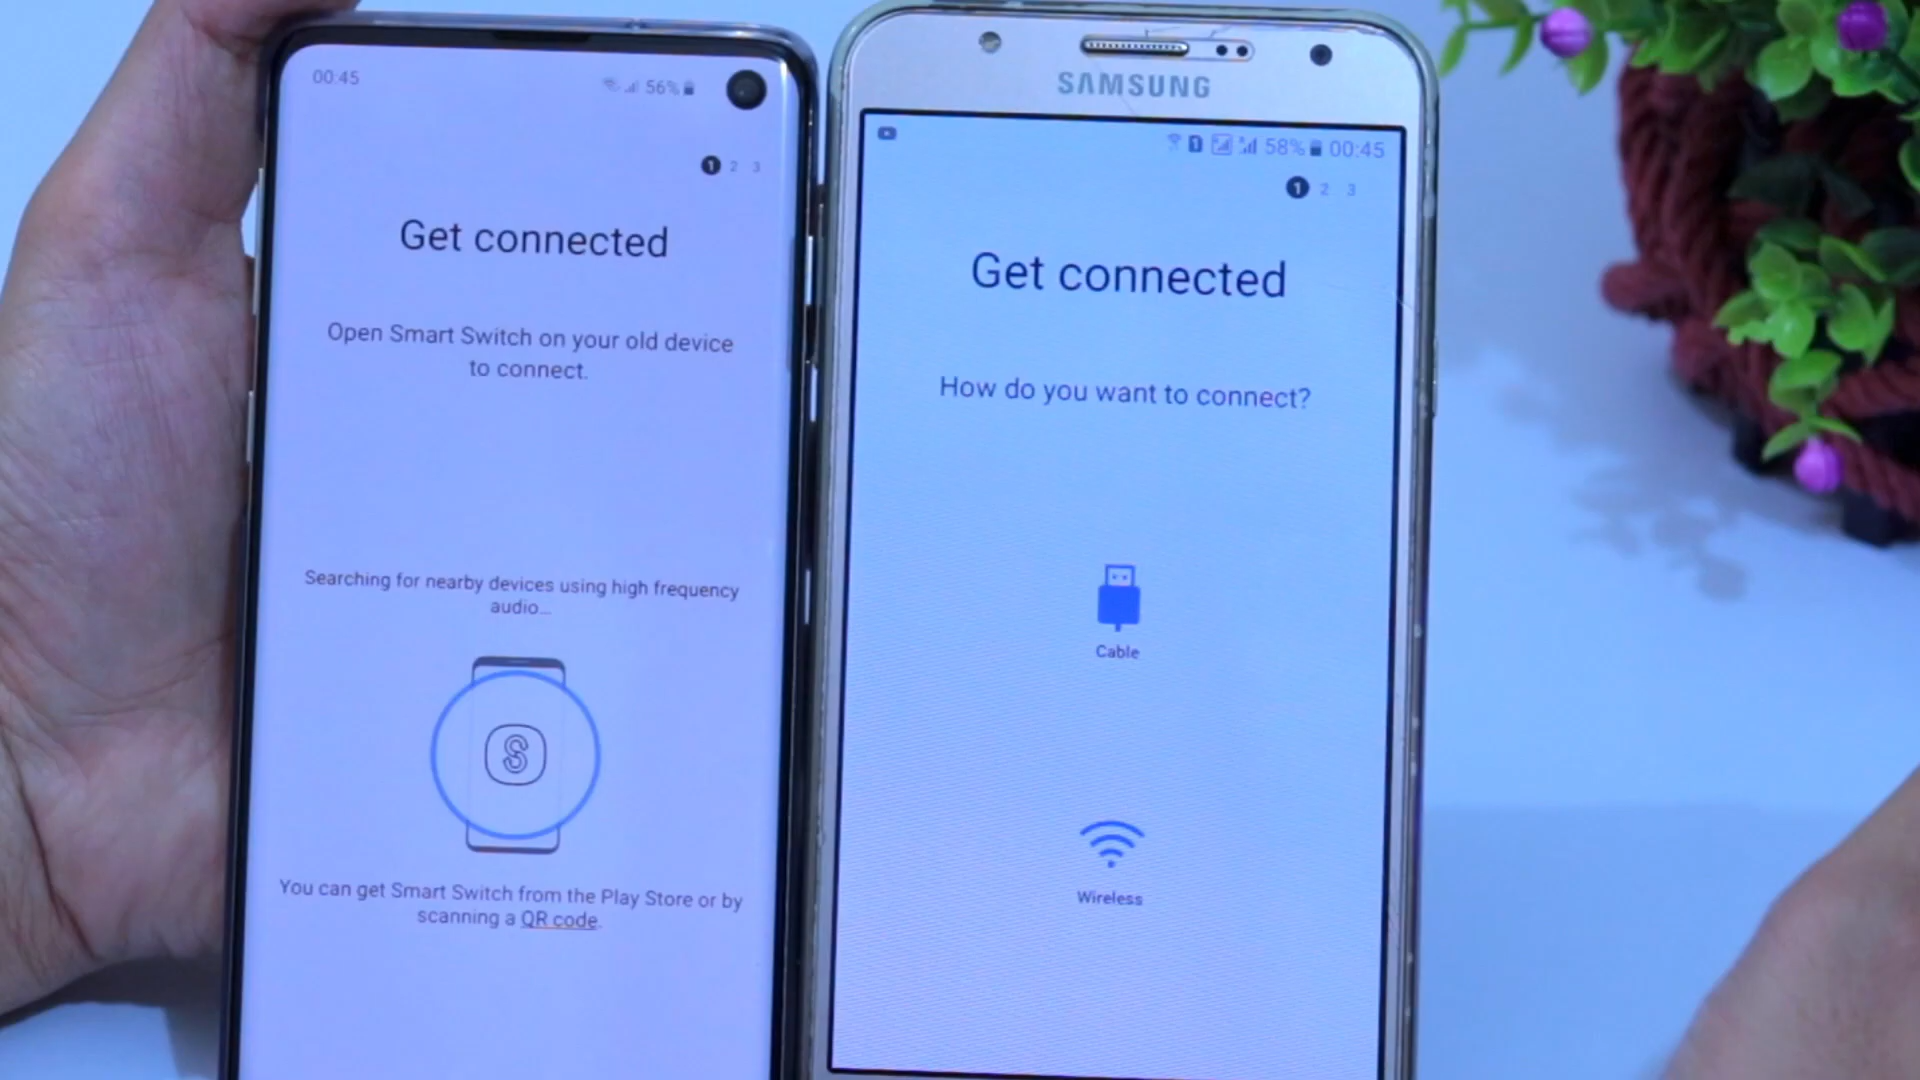 00:45
56%
1 2 3
Get connected
Open Smart Switch on your old device
to connect.
Searching for nearby devices using high frequency
audio...
S
You can get Smart Switch from the Play Store or by
scanning a QR code.
SAMSUNG
1 58% 00:45
1 2 3
Get connected
How do you want to connect?
Cable
Wireless